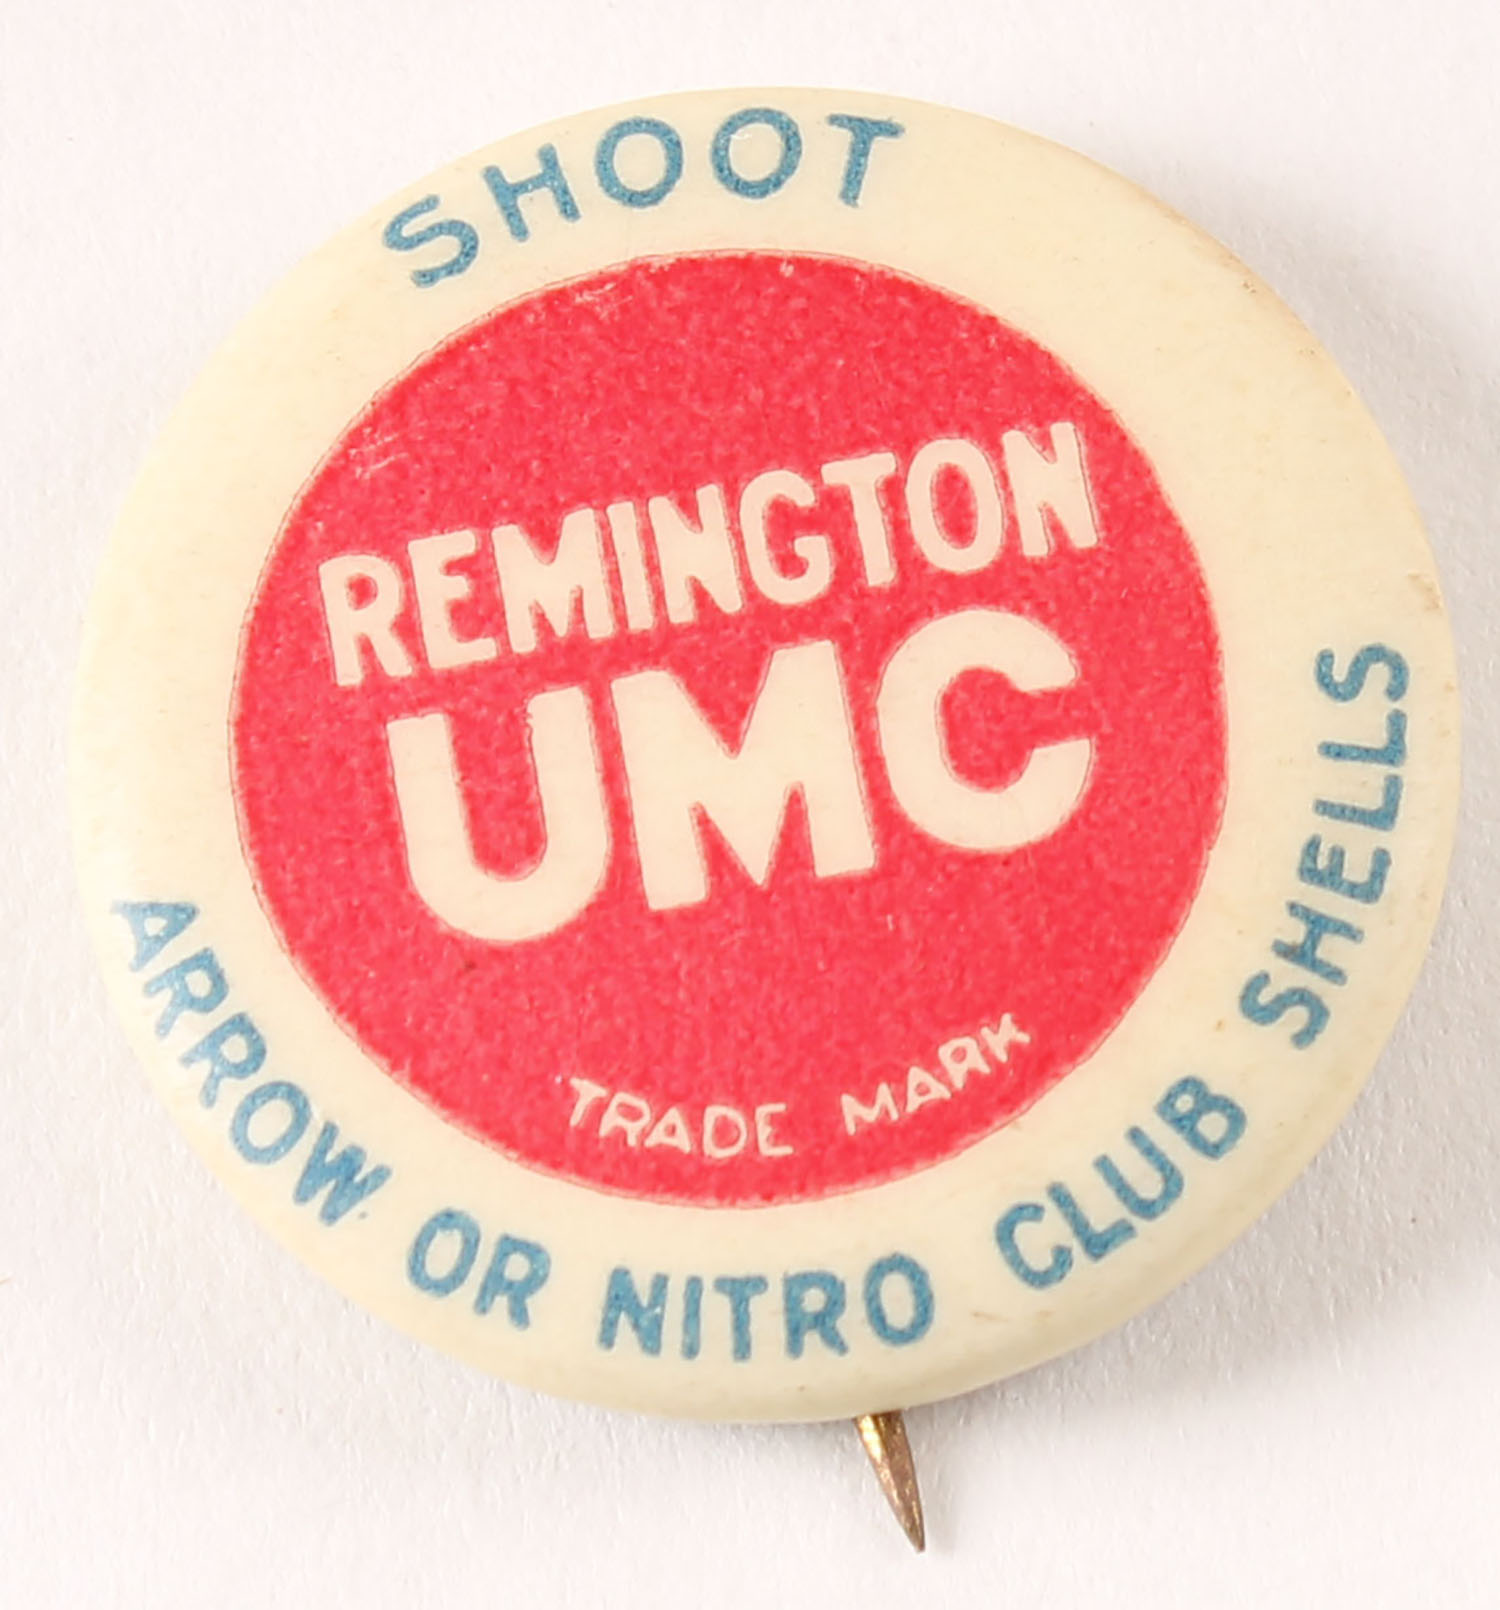 SHOOT
REMINGTON
UMC
TRADE MARK
ARROW OR NITRO CLUB SHELLS